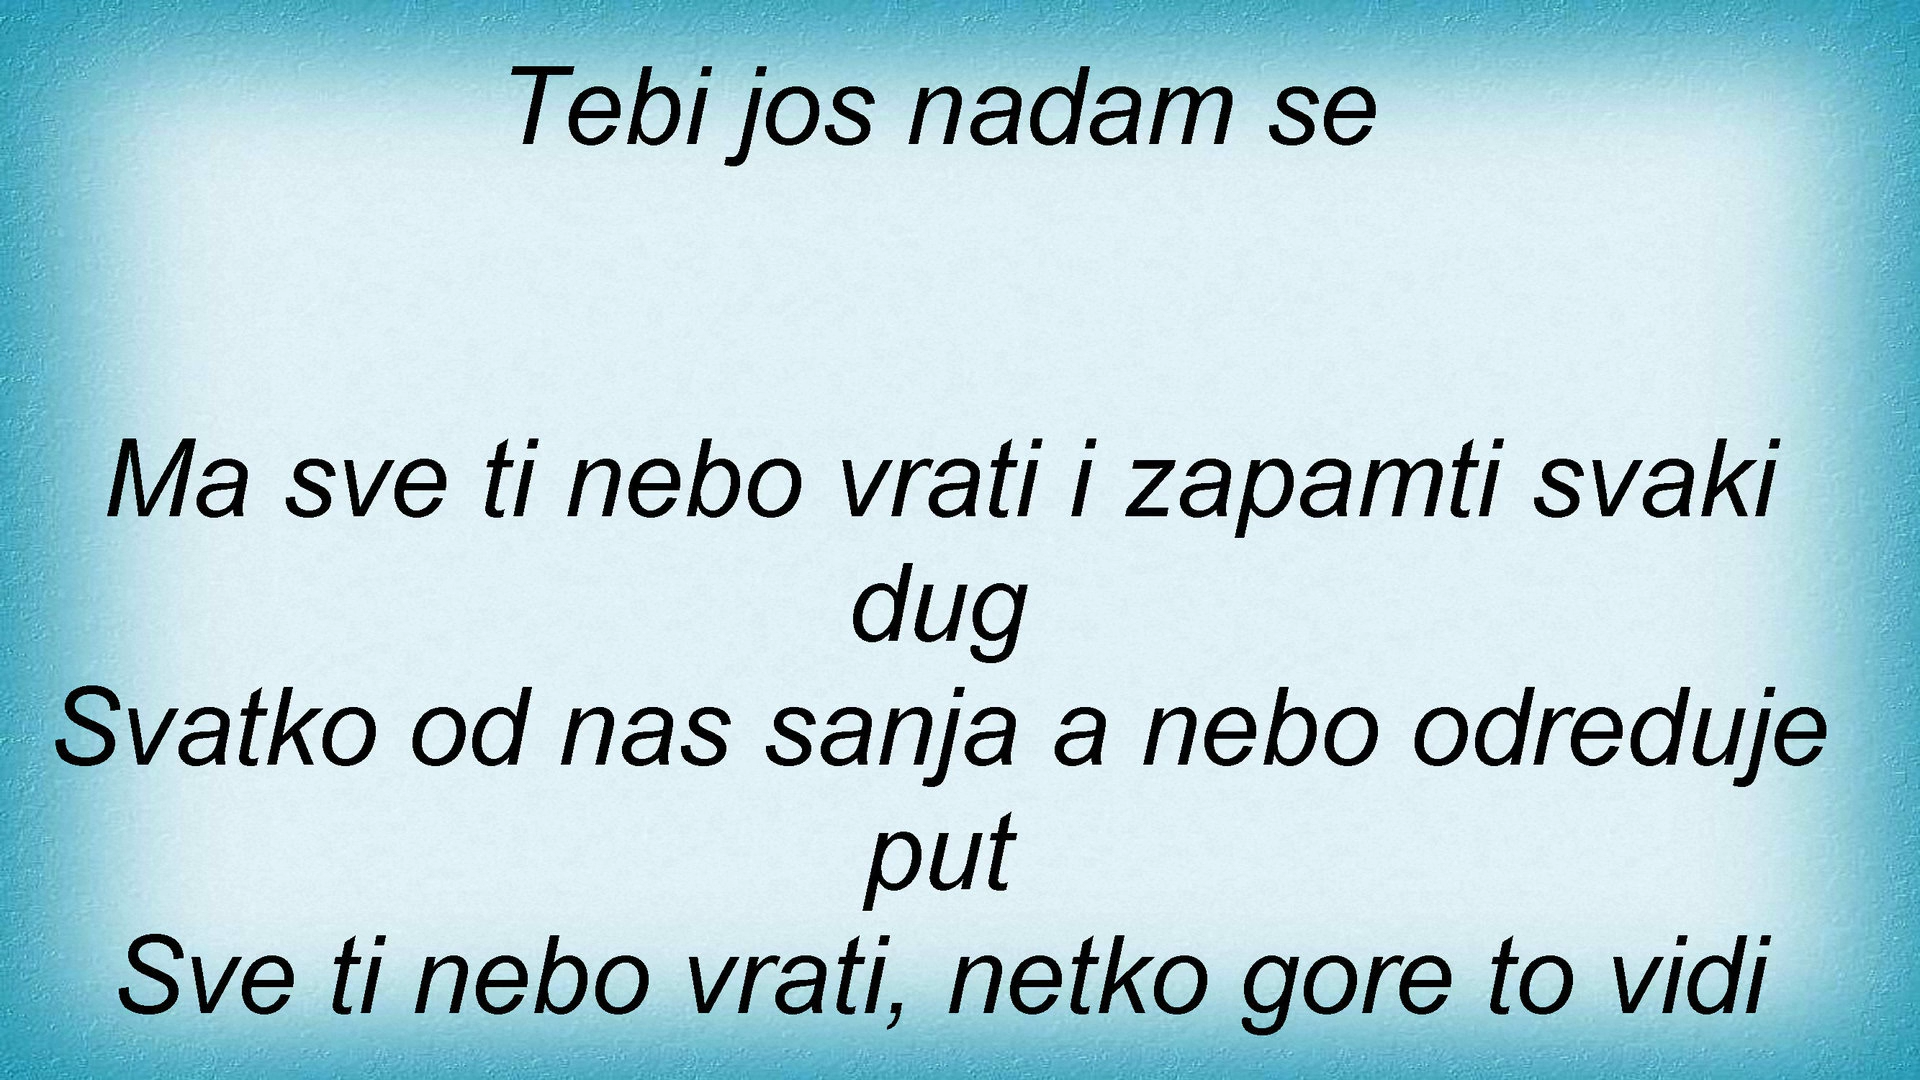 Tebi jos nadam se
Ma sve ti nebo vrati i zapamti svaki
dug
Svatko od nas sanja a nebo odreduje
put
Sve ti nebo vrati, netko gore to vidi